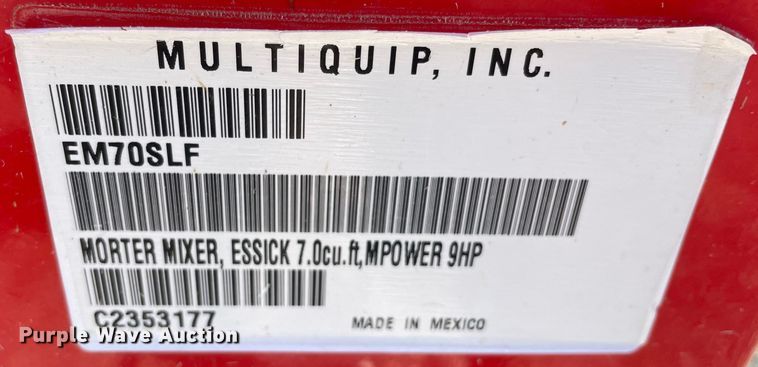 MULTIQUIP, INC.
EM70SLF
MORTER MIXER, ESSICK 7.0cu.ft,MPOWER 9HP
C2353177
MADE IN MEXICO
Purple Wave Auction